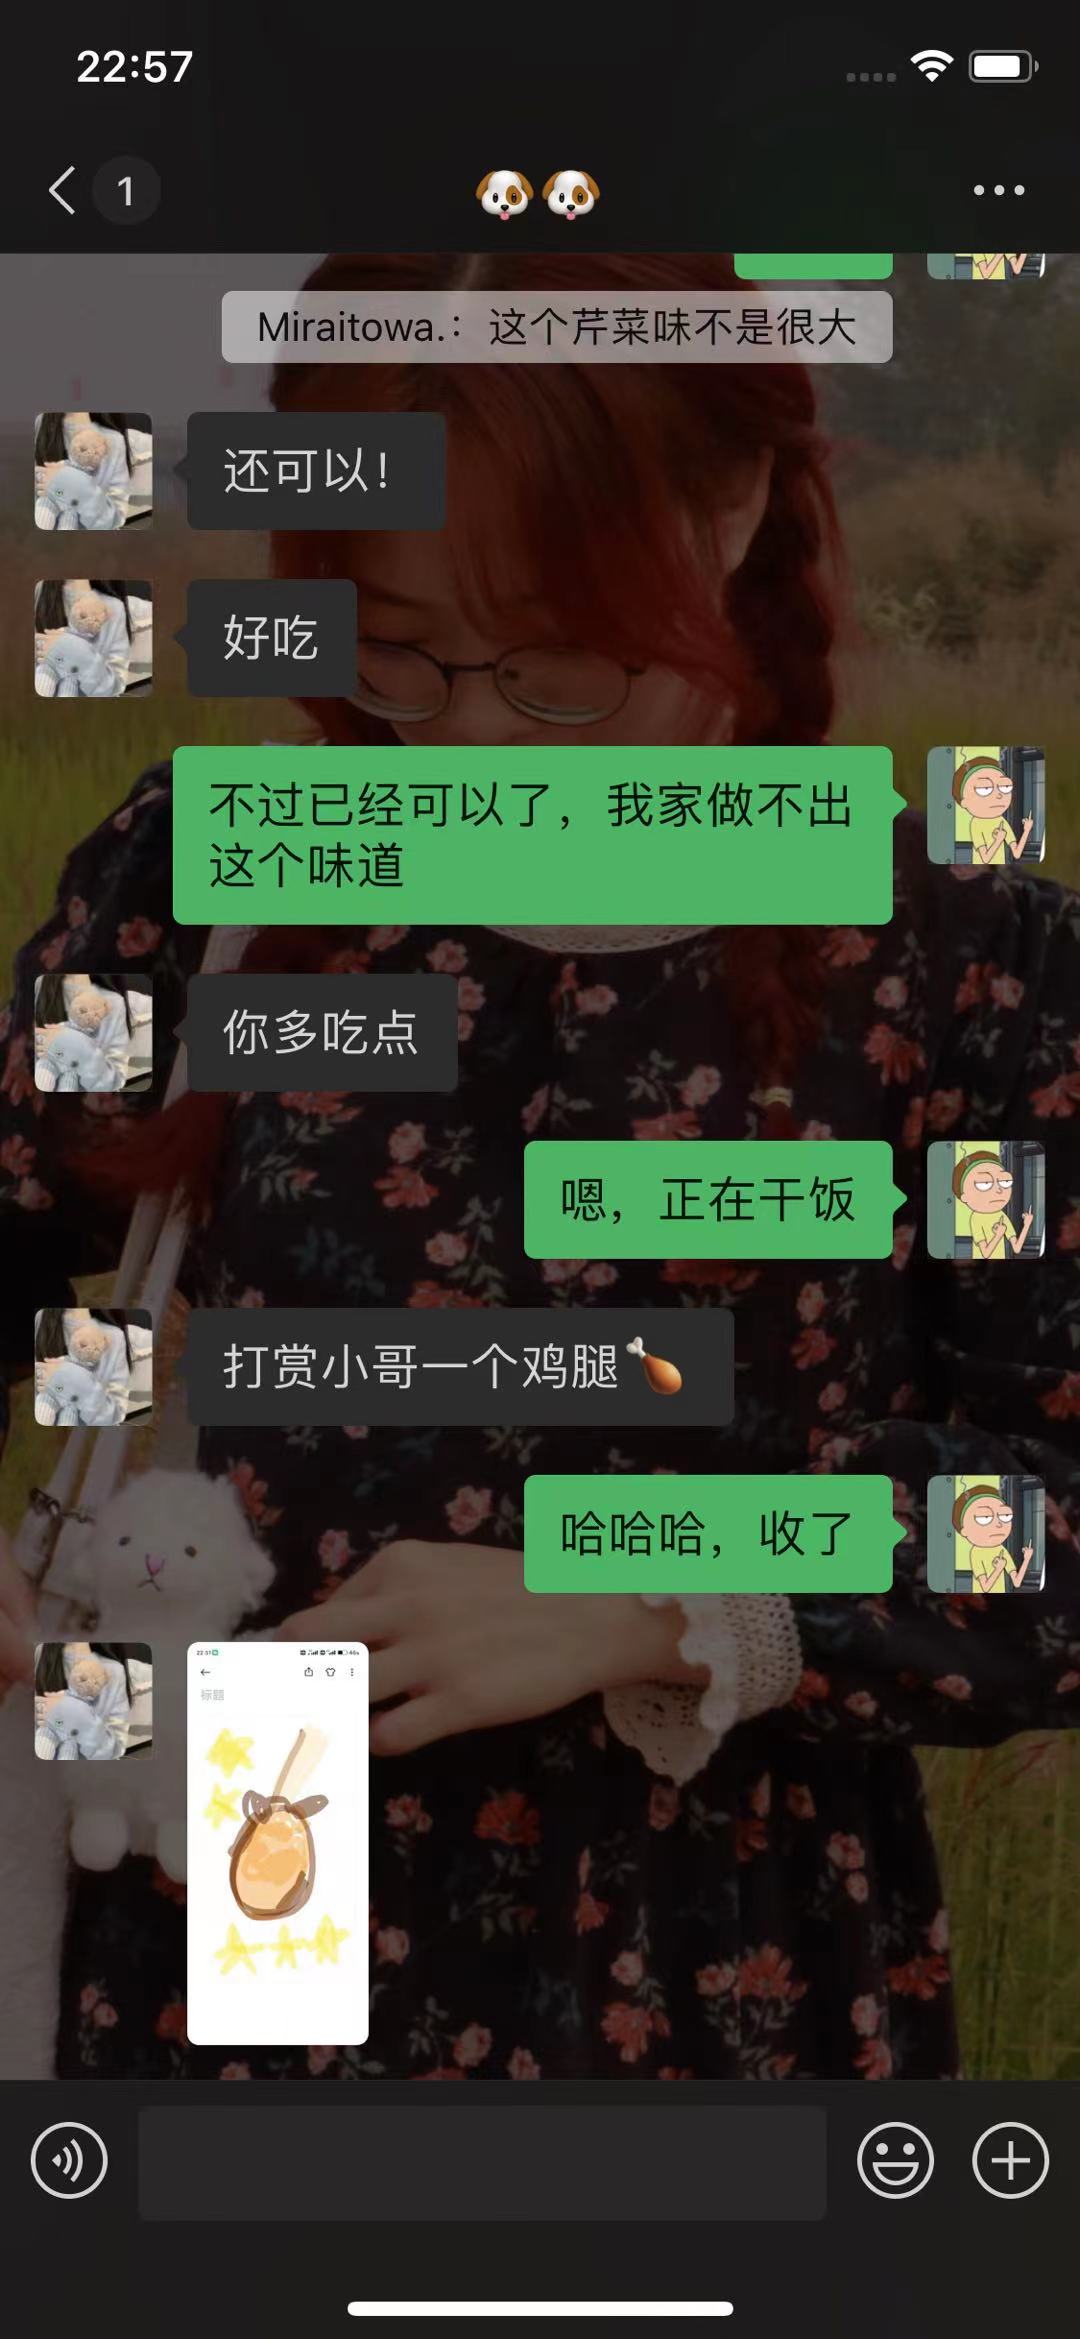 22:57
1
Miraitowa.：这个芹菜味不是很大
还可以！
好吃
不过已经可以了，我家做不出
这个味道
你多吃点
嗯，正在干饭
打赏小哥一个鸡腿🍗
哈哈哈，收了
标题